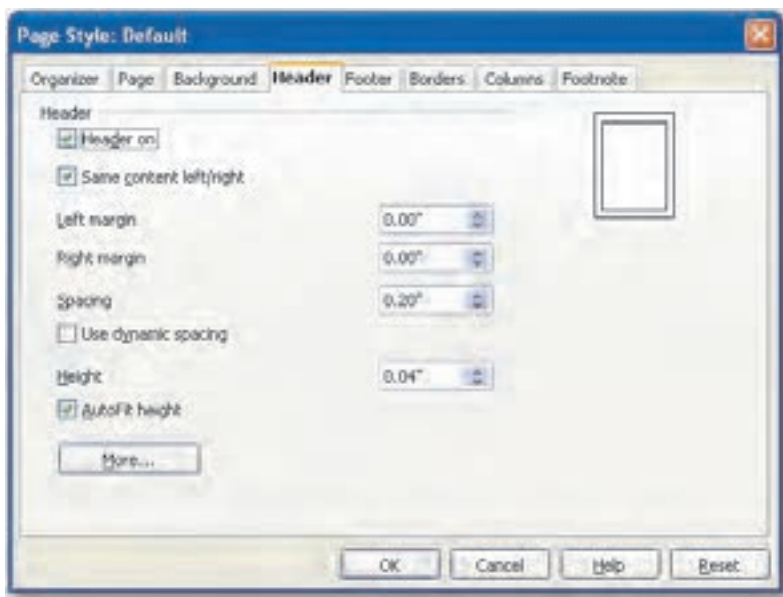 Page Style: Default
Organizer Page Background Header Footer Borders Columns Footnote
Header
Header on
Same content left/right
Left margin 0.00"
Right margin 0.00"
Spacing 0.20"
Use dynamic spacing
Height 0.04"
AutoFit height
More...
OK Cancel Help Reset